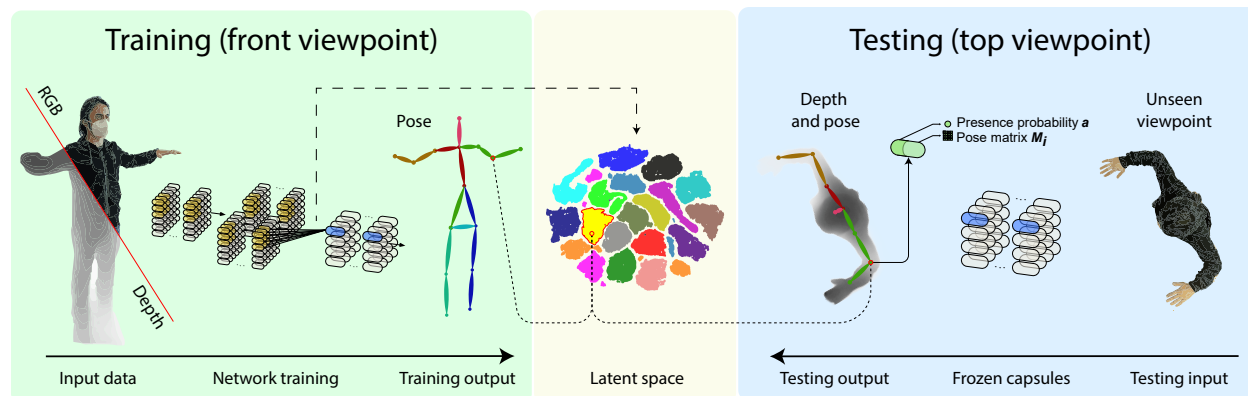 Training (front viewpoint)
Testing (top viewpoint)
RGB
Depth
Pose
Depth
and pose
Presence probability a
Pose matrix Mi
Unseen
viewpoint
Input data
Network training
Training output
Latent space
Testing output
Frozen capsules
Testing input